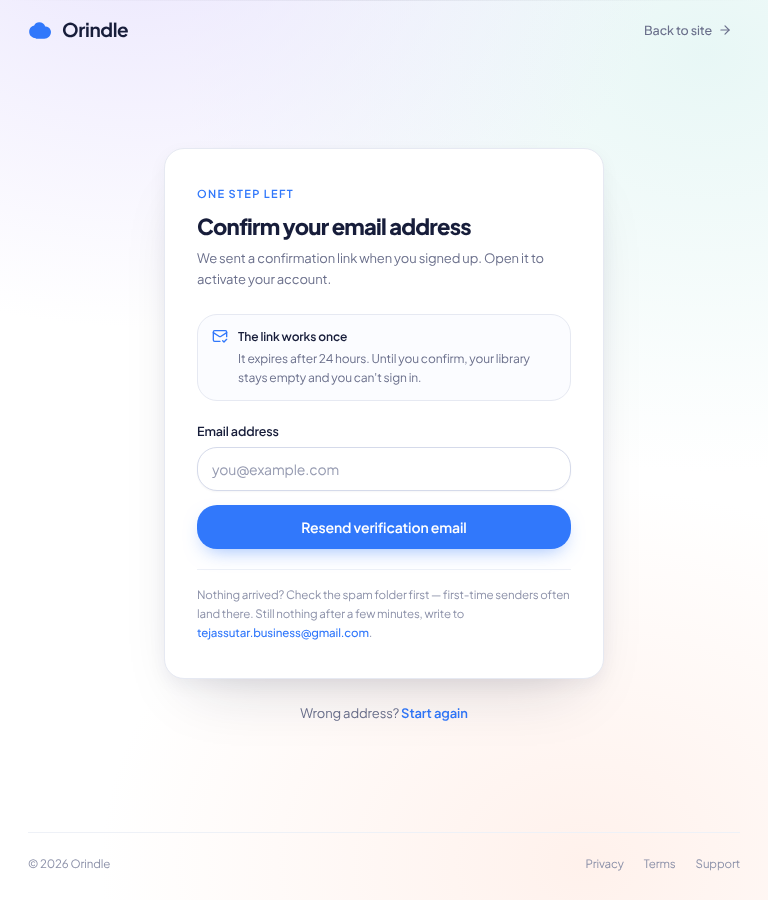 Orindle
Back to site
ONE STEP LEFT
Confirm your email address
We sent a confirmation link when you signed up. Open it to
activate your account.
The link works once
It expires after 24 hours. Until you confirm, your library
stays empty and you can't sign in.
Email address
you@example.com
Resend verification email
Nothing arrived? Check the spam folder first — first-time senders often
land there. Still nothing after a few minutes, write to
tejassutar.business@gmail.com.
Wrong address? Start again
© 2026 Orindle
Privacy Terms Support